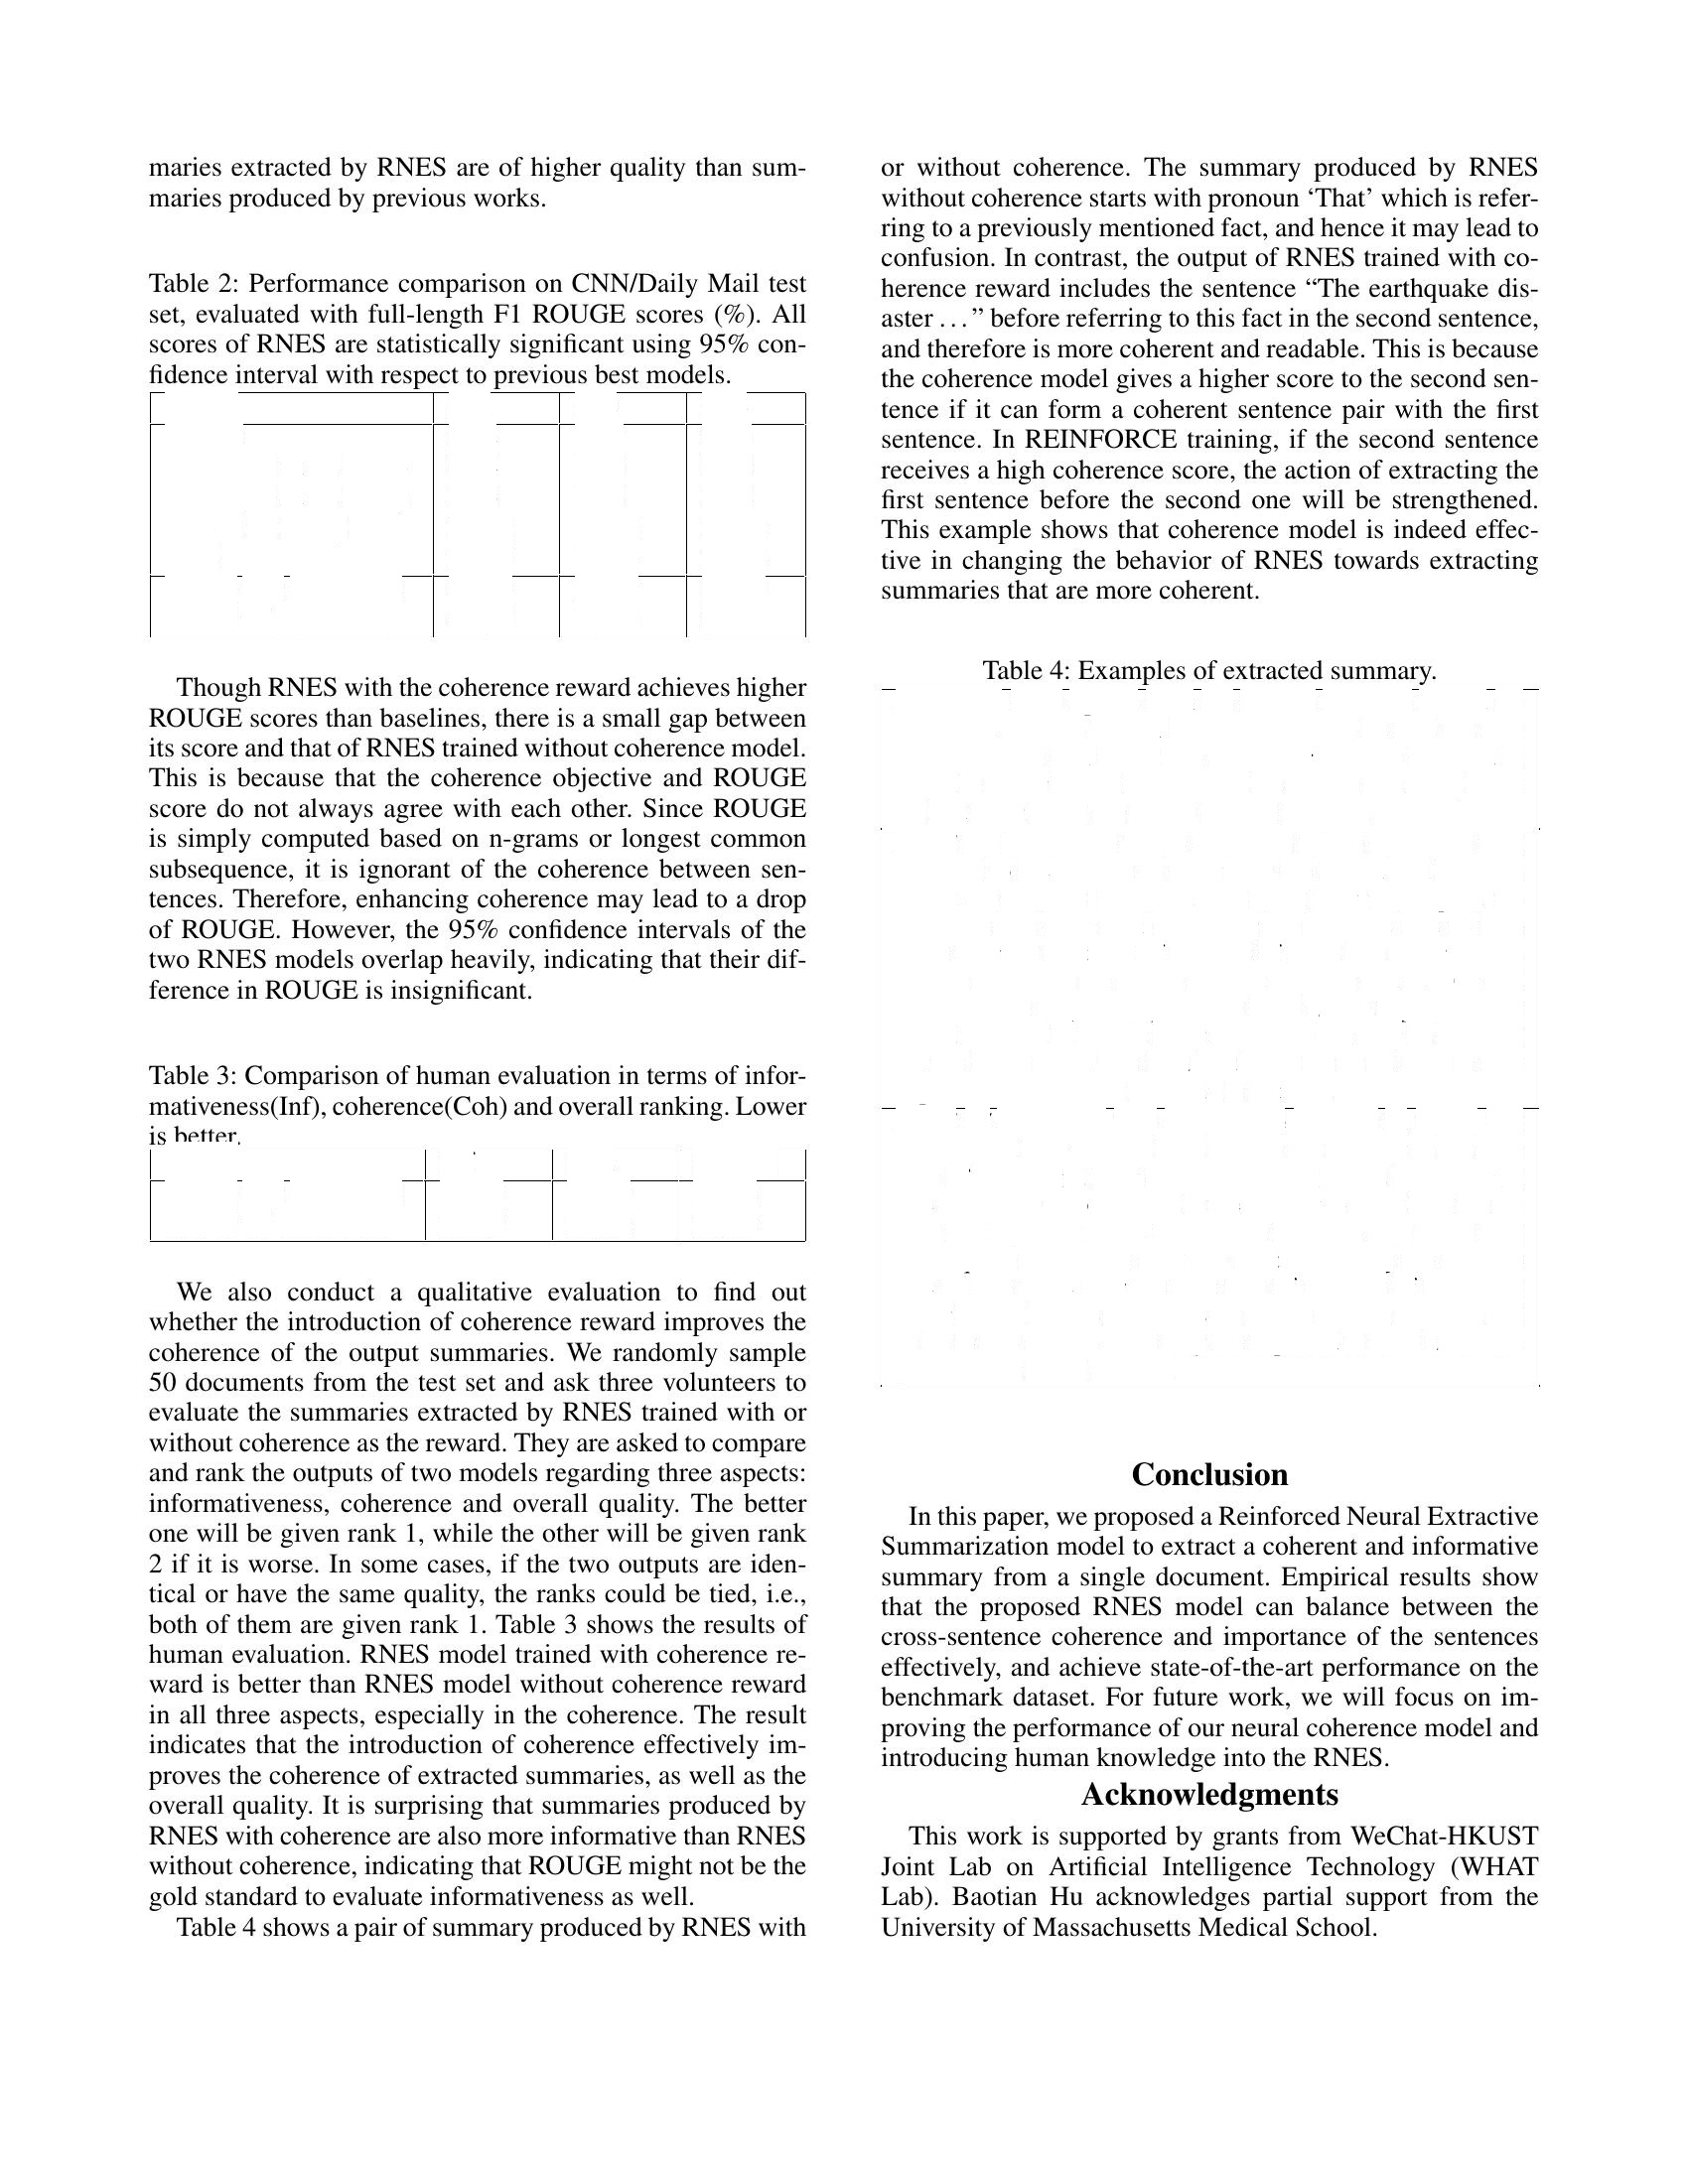 maries extracted by RNES are of higher quality than sum-
maries produced by previous works.
Table 2: Performance comparison on CNN/Daily Mail test
set, evaluated with full-length F1 ROUGE scores (%). All
scores of RNES are statistically significant using 95% con-
fidence interval with respect to previous best models.
Though RNES with the coherence reward achieves higher
ROUGE scores than baselines, there is a small gap between
its score and that of RNES trained without coherence model.
This is because that the coherence objective and ROUGE
score do not always agree with each other. Since ROUGE
is simply computed based on n-grams or longest common
subsequence, it is ignorant of the coherence between sen-
tences. Therefore, enhancing coherence may lead to a drop
of ROUGE. However, the 95% confidence intervals of the
two RNES models overlap heavily, indicating that their dif-
ference in ROUGE is insignificant.
Table 3: Comparison of human evaluation in terms of infor-
mativeness(Inf), coherence(Coh) and overall ranking. Lower
is better.
We also conduct a qualitative evaluation to find out
whether the introduction of coherence reward improves the
coherence of the output summaries. We randomly sample
50 documents from the test set and ask three volunteers to
evaluate the summaries extracted by RNES trained with or
without coherence as the reward. They are asked to compare
and rank the outputs of two models regarding three aspects:
informativeness, coherence and overall quality. The better
one will be given rank 1, while the other will be given rank
2 if it is worse. In some cases, if the two outputs are iden-
tical or have the same quality, the ranks could be tied, i.e.,
both of them are given rank 1. Table 3 shows the results of
human evaluation. RNES model trained with coherence re-
ward is better than RNES model without coherence reward
in all three aspects, especially in the coherence. The result
indicates that the introduction of coherence effectively im-
proves the coherence of extracted summaries, as well as the
overall quality. It is surprising that summaries produced by
RNES with coherence are also more informative than RNES
without coherence, indicating that ROUGE might not be the
gold standard to evaluate informativeness as well.
Table 4 shows a pair of summary produced by RNES with
or without coherence. The summary produced by RNES
without coherence starts with pronoun ‘That’ which is refer-
ring to a previously mentioned fact, and hence it may lead to
confusion. In contrast, the output of RNES trained with co-
herence reward includes the sentence “The earthquake dis-
aster . . . ” before referring to this fact in the second sentence,
and therefore is more coherent and readable. This is because
the coherence model gives a higher score to the second sen-
tence if it can form a coherent sentence pair with the first
sentence. In REINFORCE training, if the second sentence
receives a high coherence score, the action of extracting the
first sentence before the second one will be strengthened.
This example shows that coherence model is indeed effec-
tive in changing the behavior of RNES towards extracting
summaries that are more coherent.
Table 4: Examples of extracted summary.
Conclusion
In this paper, we proposed a Reinforced Neural Extractive
Summarization model to extract a coherent and informative
summary from a single document. Empirical results show
that the proposed RNES model can balance between the
cross-sentence coherence and importance of the sentences
effectively, and achieve state-of-the-art performance on the
benchmark dataset. For future work, we will focus on im-
proving the performance of our neural coherence model and
introducing human knowledge into the RNES.
Acknowledgments
This work is supported by grants from WeChat-HKUST
Joint Lab on Artificial Intelligence Technology (WHAT
Lab). Baotian Hu acknowledges partial support from the
University of Massachusetts Medical School.